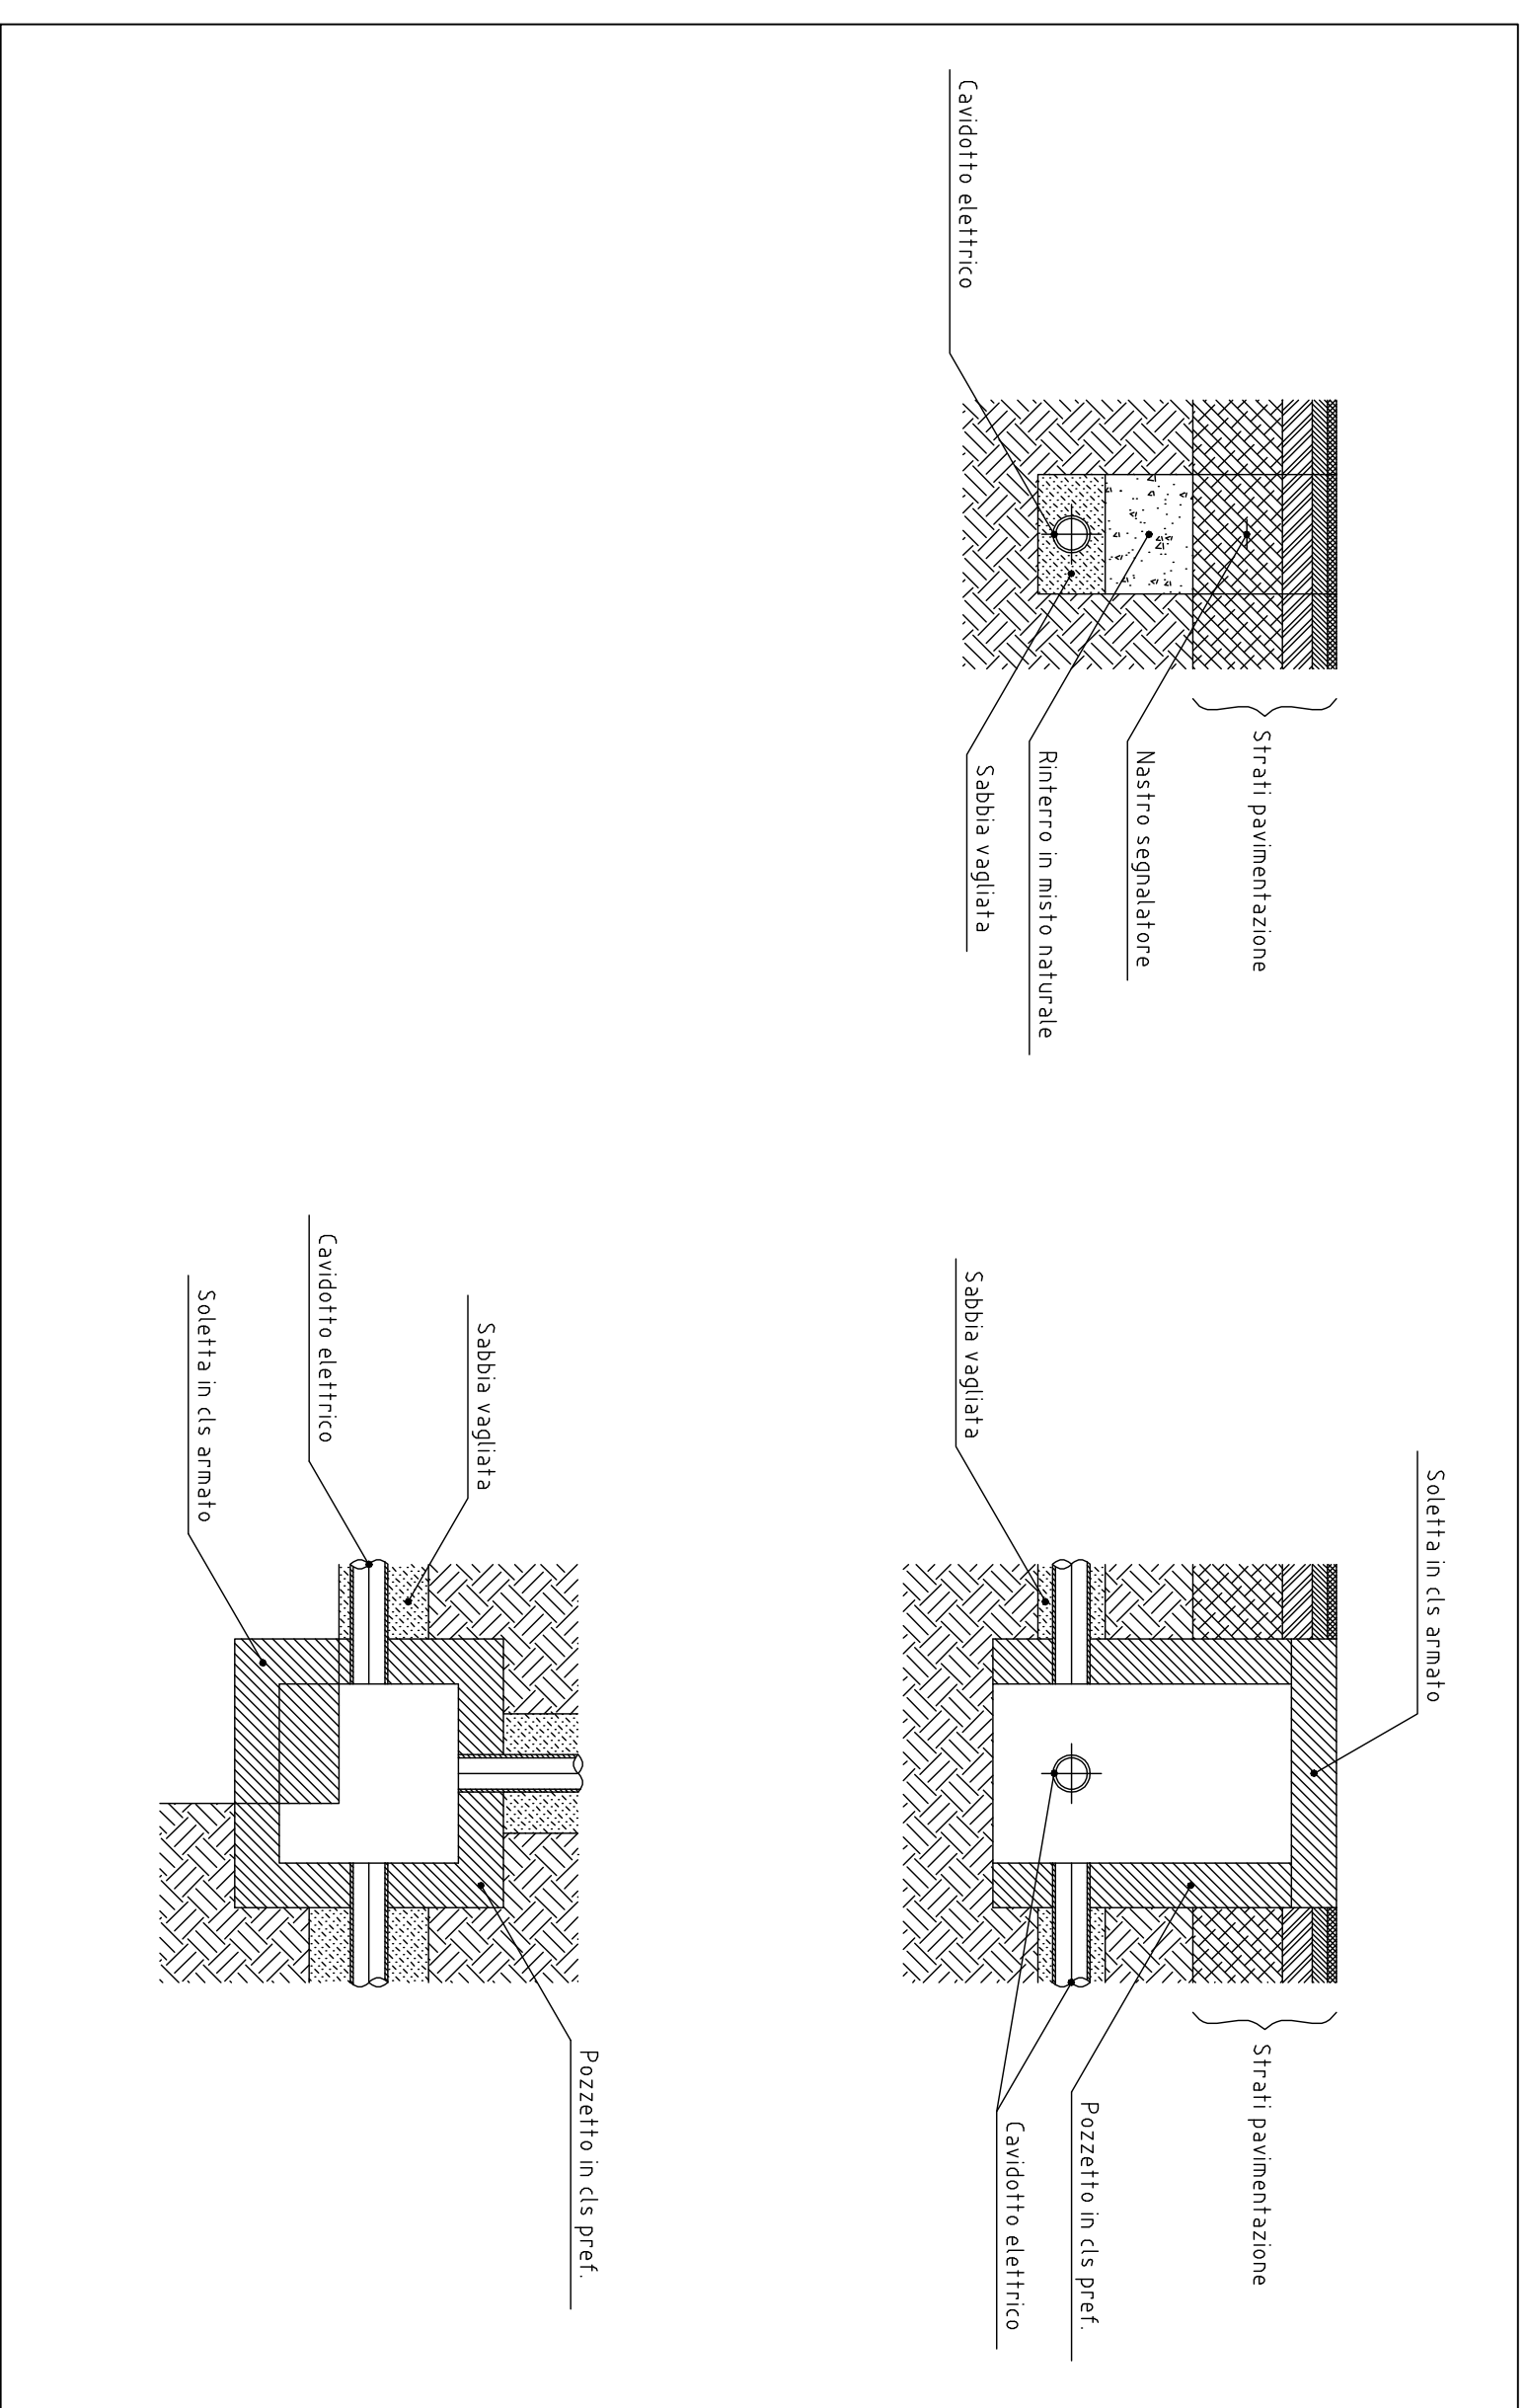 Cavidotto elettrico
Strati pavimentazione
Nastro segnalatore
Rinterro in misto naturale
Sabbia vagliata
Soletta in cls armato
Sabbia vagliata
Strati pavimentazione
Pozzetto in cls pref.
Cavidotto elettrico
Sabbia vagliata
Cavidotto elettrico
Soletta in cls armato
Pozzetto in cls pref.